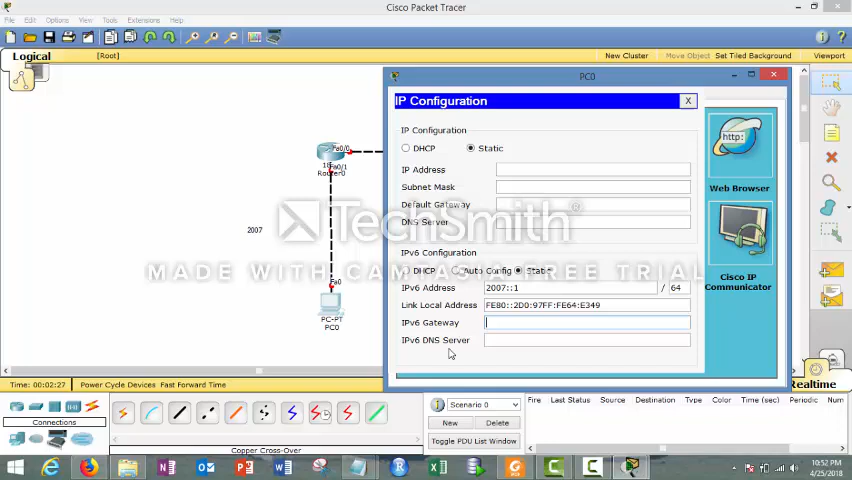 Cisco Packet Tracer
File Edit Options View Tools Extensions Help
Logical
[Root]
New Cluster
Move Object
Set Tiled Background
Viewport
PC0
IP Configuration
X
IP Configuration
DHCP
Static
IP Address
Subnet Mask
Default Gateway
DNS Server
IPv6 Configuration
DHCP
Auto Config
Static
IPv6 Address
2007::1
/
64
Link Local Address
FE80::2D0:97FF:FE64:E349
IPv6 Gateway
IPv6 DNS Server
http:
Web Browser
Cisco IP
Communicator
Fa0/0
Fa0/1
Router0
2007
Fa0
PC-PT
PC0
TechSmith®
MADE WITH CAMTASIA FREE TRIAL
Time: 00:02:27
Power Cycle Devices
Fast Forward Time
Realtime
Connections
Copper Cross-Over
Scenario 0
New
Delete
Toggle PDU List Window
Fire
Last Status
Source
Destination
Type
Color
Time (sec)
Periodic
Num
10:52 PM
4/25/2018